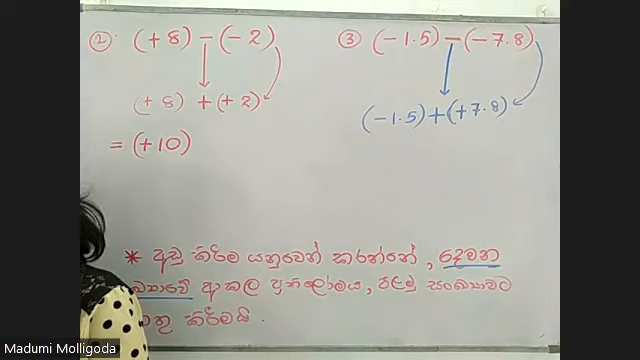 ② (+8) − (−2)
(+8) + (+2)
= (+10)
③ (−1.5) − (−7.8)
(−1.5) + (+7.8)
* අඩු කිරීම යනුවෙන් කරන්නේ, දෙවන
ආකල ප්‍රතිලෝමය, පළමු සංඛ්‍යාවට
කිරීමයි.
Madumi Molligoda